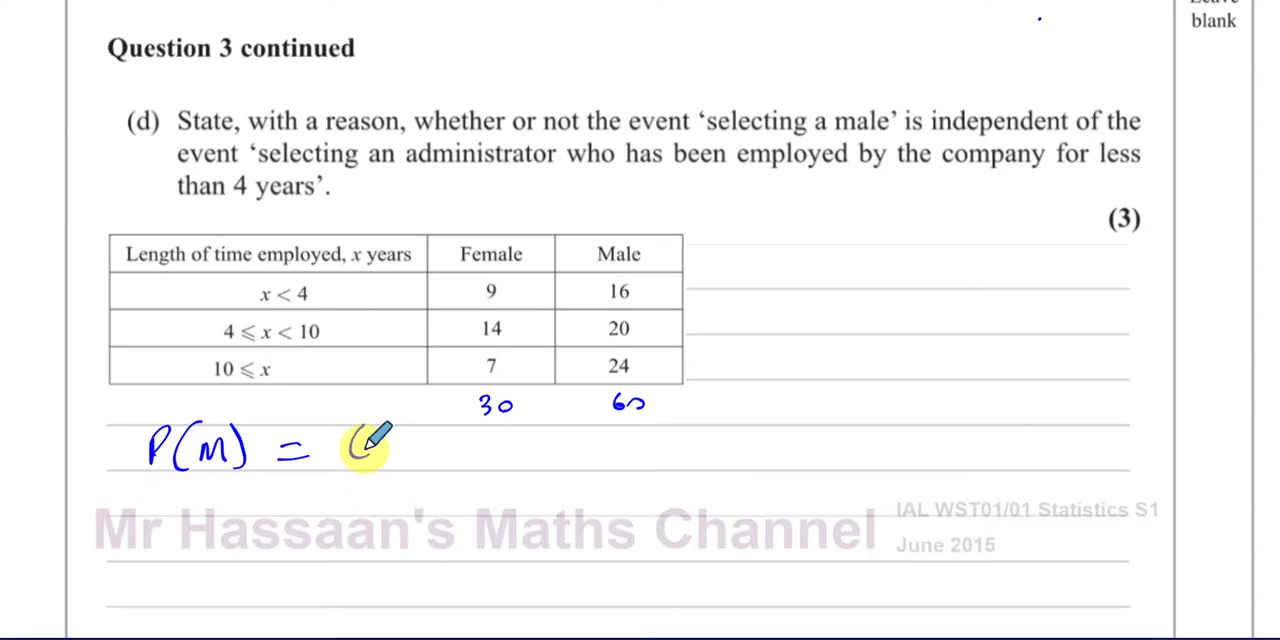 blank
Question 3 continued
(d) State, with a reason, whether or not the event ‘selecting a male’ is independent of the
event ‘selecting an administrator who has been employed by the company for less
than 4 years’.
(3)
Length of time employed, x years Female Male
x < 4 9 16
4 ⩽ x < 10 14 20
10 ⩽ x 7 24
30 60
P(M) =
Mr Hassaan's Maths Channel
IAL WST01/01 Statistics S1
June 2015